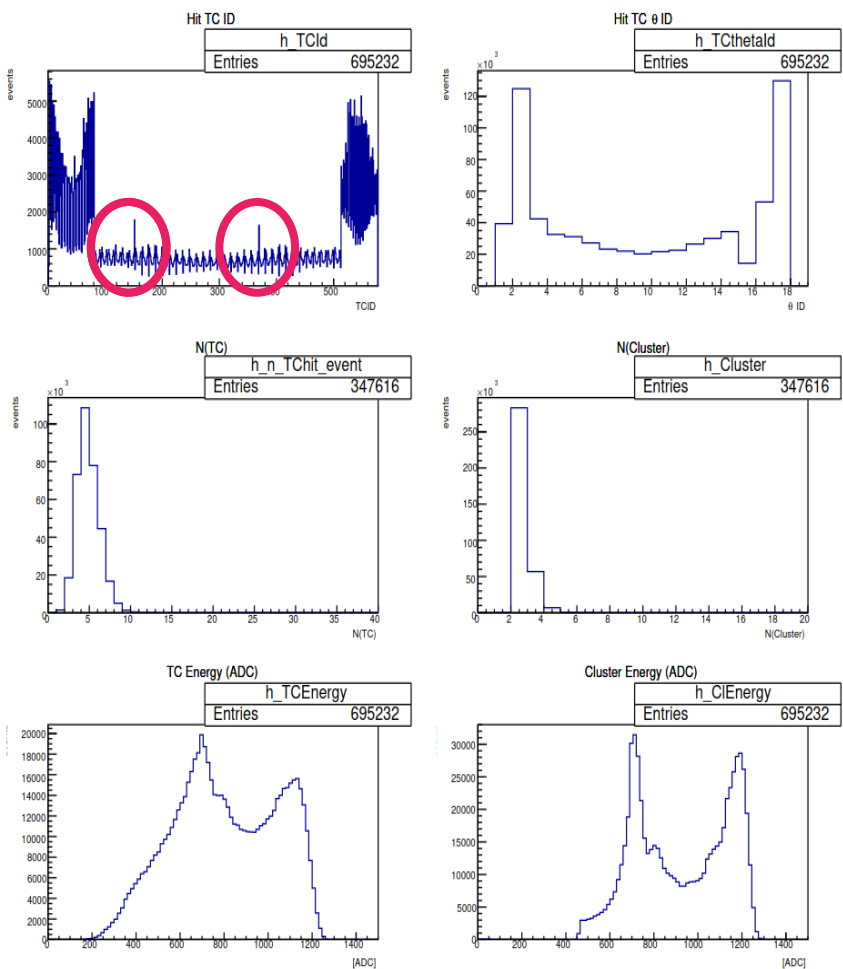 Hit TC ID
h_TCId
Entries 695232
events
5000
4000
3000
2000
1000
0
0 100 200 300 400 500
TCID
Hit TC θ ID
h_TCthetaId
Entries 695232
×10³
events
120
100
80
60
40
20
0
0 2 4 6 8 10 12 14 16 18
θ ID
N(TC)
h_n_TChit_event
Entries 347616
×10³
events
100
80
60
40
20
0
0 5 10 15 20 25 30 35 40
N(TC)
N(Cluster)
h_Cluster
Entries 347616
×10³
events
250
200
150
100
50
0
0 2 4 6 8 10 12 14 16 18 20
N(Cluster)
TC Energy (ADC)
h_TCEnergy
Entries 695232
20000
18000
16000
14000
12000
10000
8000
6000
4000
2000
0
0 200 400 600 800 1000 1200 1400
[ADC]
Cluster Energy (ADC)
h_ClEnergy
Entries 695232
30000
25000
20000
15000
10000
5000
0
0 200 400 600 800 1000 1200 1400
[ADC]